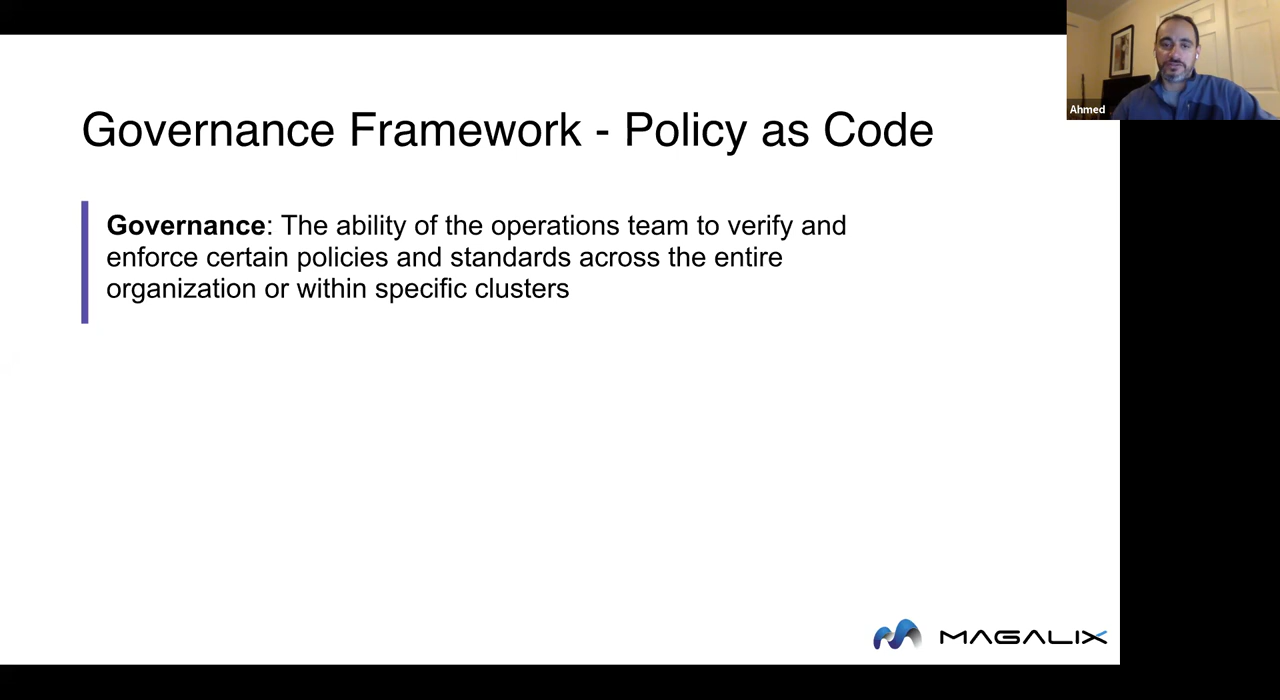 Governance Framework - Policy as Code
Governance: The ability of the operations team to verify and
enforce certain policies and standards across the entire
organization or within specific clusters
Ahmed
MAGALIX